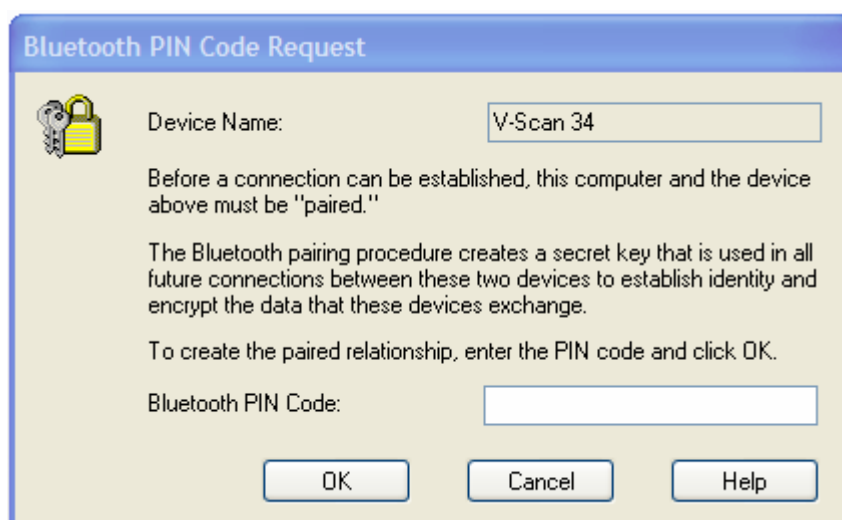 Bluetooth PIN Code Request
Device Name: V-Scan 34
Before a connection can be established, this computer and the device
above must be "paired."
The Bluetooth pairing procedure creates a secret key that is used in all
future connections between these two devices to establish identity and
encrypt the data that these devices exchange.
To create the paired relationship, enter the PIN code and click OK.
Bluetooth PIN Code:
OK Cancel Help